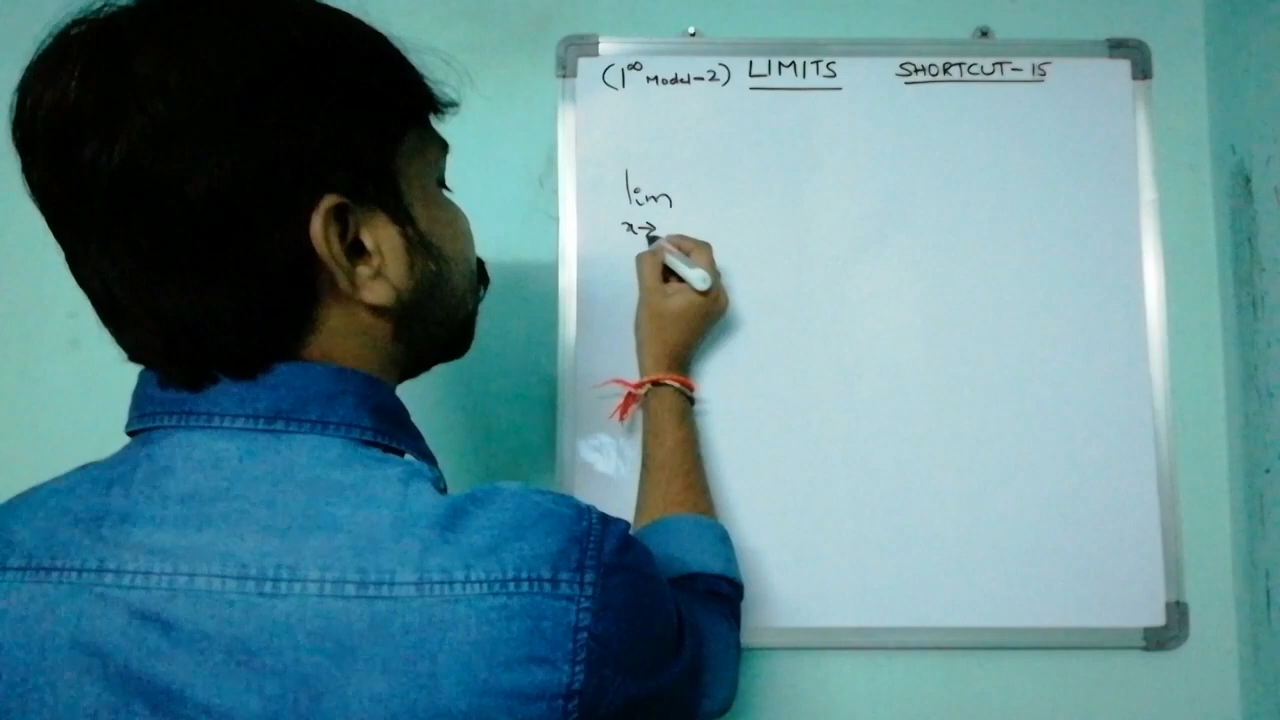 (1^∞ Model-2) LIMITS SHORTCUT-15
lim
x→